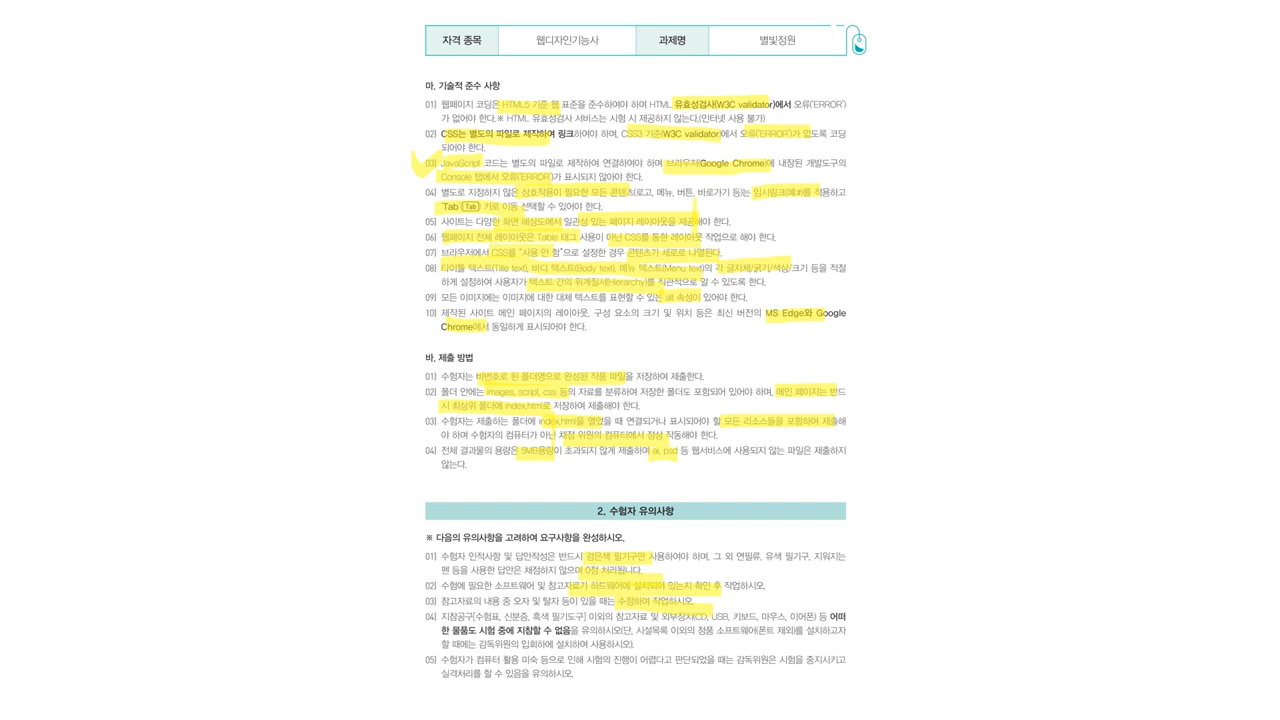 자격 종목 웹디자인기능사 과제명 별빛정원
마. 기술적 준수 사항
01] 웹페이지 코딩은 HTML5 기준 웹 표준을 준수하여야 하며 HTML 유효성검사(W3C validator)에서 오류("ERROR")
가 없어야 한다.※ HTML 유효성검사 서비스는 시험 시 제공하지 않는다.(인터넷 사용 불가)
02] CSS는 별도의 파일로 제작하여 링크하여야 하며, CSS3 기준(W3C validator)에서 오류("ERROR")가 없도록 코딩
되어야 한다.
03] JavaScript 코드는 별도의 파일로 제작하여 연결하여야 하며 브라우저(Google Chrome)에 내장된 개발도구의
Console 탭에서 오류("ERROR")가 표시되지 않아야 한다.
04] 별도로 지정하지 않은 상호작용이 필요한 모든 콘텐츠(로고, 메뉴, 버튼, 바로가기 등)는 임시링크(예:#)를 적용하고
'Tab' (Tab) 키로 이동 선택할 수 있어야 한다.
05] 사이트는 다양한 화면 해상도에서 일관성 있는 페이지 레이아웃을 제공해야 한다.
06] 웹페이지 전체 레이아웃은 Table 태그 사용이 아닌 CSS를 통한 레이아웃 작업으로 해야 한다.
07] 브라우저에서 CSS를 "사용 안 함"으로 설정한 경우 콘텐츠가 세로로 나열된다.
08] 타이틀 텍스트(Title text), 바디 텍스트(Body text), 메뉴 텍스트(Menu text)의 각 글자체/굵기/색상/크기 등을 적절
하게 설정하여 사용자가 텍스트 간의 위계질서(Hierarchy)를 직관적으로 알 수 있도록 한다.
09] 모든 이미지에는 이미지에 대한 대체 텍스트를 표현할 수 있는 alt 속성이 있어야 한다.
10] 제작된 사이트 메인 페이지의 레이아웃, 구성 요소의 크기 및 위치 등은 최신 버전의 MS Edge와 Google
Chrome에서 동일하게 표시되어야 한다.
바. 제출 방법
01] 수험자는 비번호로 된 폴더명으로 완성된 작품 파일을 저장하여 제출한다.
02] 폴더 안에는 images, script, css 등의 자료를 분류하여 저장한 폴더도 포함되어 있어야 하며, 메인 페이지는 반드
시 최상위 폴더에 index.html로 저장하여 제출해야 한다.
03] 수험자는 제출하는 폴더에 index.html을 열었을 때 연결되거나 표시되어야 할 모든 리소스들을 포함하여 제출해
야 하며 수험자의 컴퓨터가 아닌 채점 위원의 컴퓨터에서 정상 작동해야 한다.
04] 전체 결과물의 용량은 5MB용량이 초과되지 않게 제출하며 ai, psd 등 웹서비스에 사용되지 않는 파일은 제출하지
않는다.
2. 수험자 유의사항
※ 다음의 유의사항을 고려하여 요구사항을 완성하시오.
01] 수험자 인적사항 및 답안작성은 반드시 검은색 필기구만 사용하여야 하며, 그 외 연필류, 유색 필기구, 지워지는
펜 등을 사용한 답안은 채점하지 않으며 0점 처리됩니다.
02] 수험에 필요한 소프트웨어 및 참고자료가 하드웨어에 설치되어 있는지 확인 후 작업하시오.
03] 참고자료의 내용 중 오자 및 탈자 등이 있을 때는 수정하여 작업하시오.
04] 지참공구[수험표, 신분증, 흑색 필기도구] 이외의 참고자료 및 외부장치(CD, USB, 키보드, 마우스, 이어폰) 등 어떠
한 물품도 시험 중에 지참할 수 없음을 유의하시오(단, 시설목록 이외의 정품 소프트웨어(폰트 제외)를 설치하고자
할 때에는 감독위원의 입회하에 설치하여 사용하시오).
05] 수험자가 컴퓨터 활용 미숙 등으로 인해 시험의 진행이 어렵다고 판단되었을 때는 감독위원은 시험을 중지시키고
실격처리를 할 수 있음을 유의하시오.